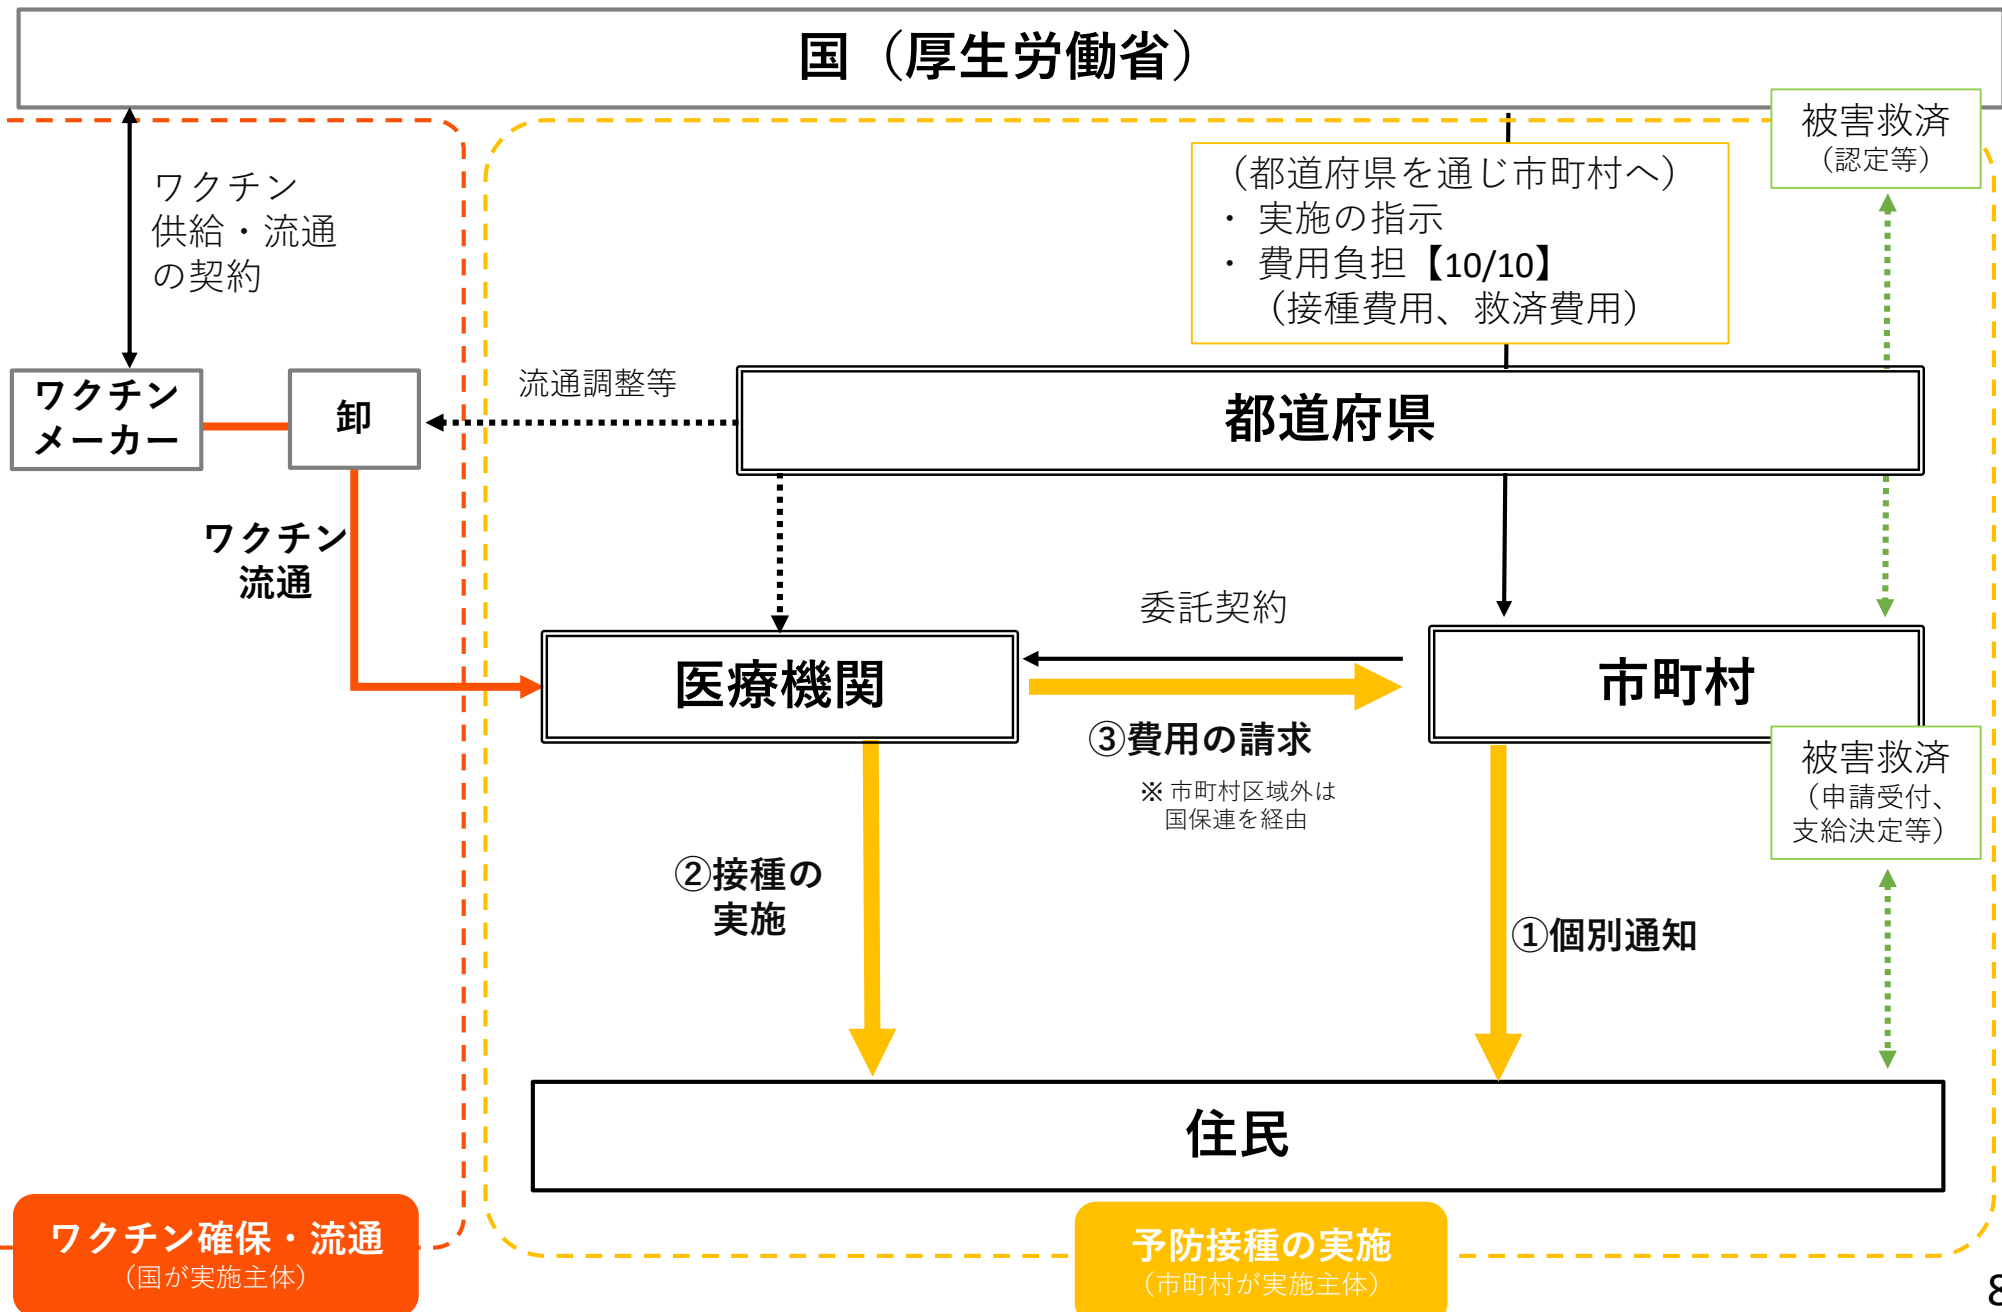 国（厚生労働省）
被害救済
（認定等）
（都道府県を通じ市町村へ）
・ 実施の指示
・ 費用負担【10/10】
（接種費用、救済費用）
ワクチン
供給・流通
の契約
ワクチン
メーカー
卸
流通調整等
都道府県
ワクチン
流通
委託契約
医療機関
市町村
③費用の請求
※ 市町村区域外は
国保連を経由
被害救済
（申請受付、
支給決定等）
②接種の
実施
①個別通知
住民
ワクチン確保・流通
（国が実施主体）
予防接種の実施
（市町村が実施主体）
8